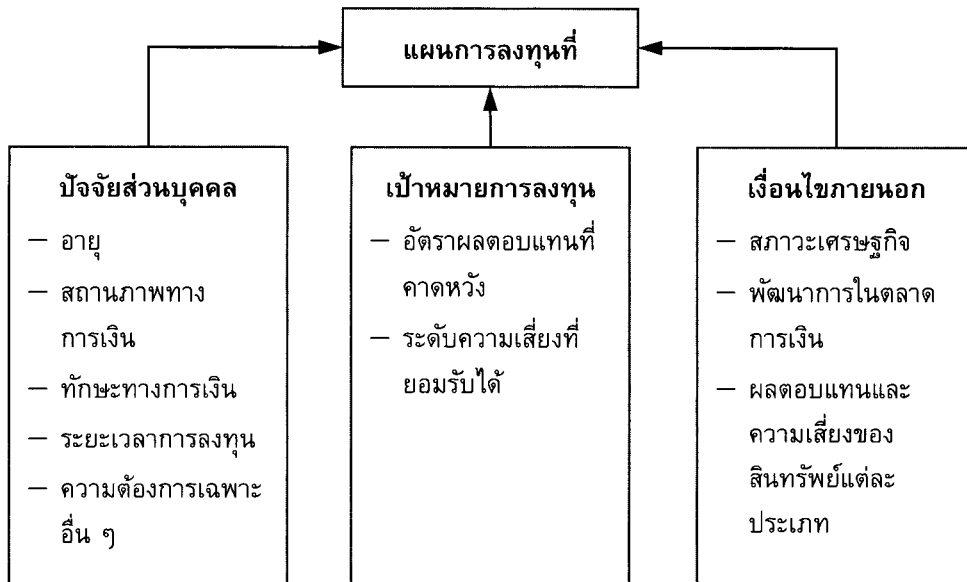 แผนการลงทุนที่
ปัจจัยส่วนบุคคล
— อายุ
— สถานภาพทาง
การเงิน
— ทักษะทางการเงิน
— ระยะเวลาการลงทุน
— ความต้องการเฉพาะ
อื่น ๆ
เป้าหมายการลงทุน
— อัตราผลตอบแทนที่
คาดหวัง
— ระดับความเสี่ยงที่
ยอมรับได้
เงื่อนไขภายนอก
— สภาวะเศรษฐกิจ
— พัฒนาการในตลาด
การเงิน
— ผลตอบแทนและ
ความเสี่ยงของ
สินทรัพย์แต่ละ
ประเภท